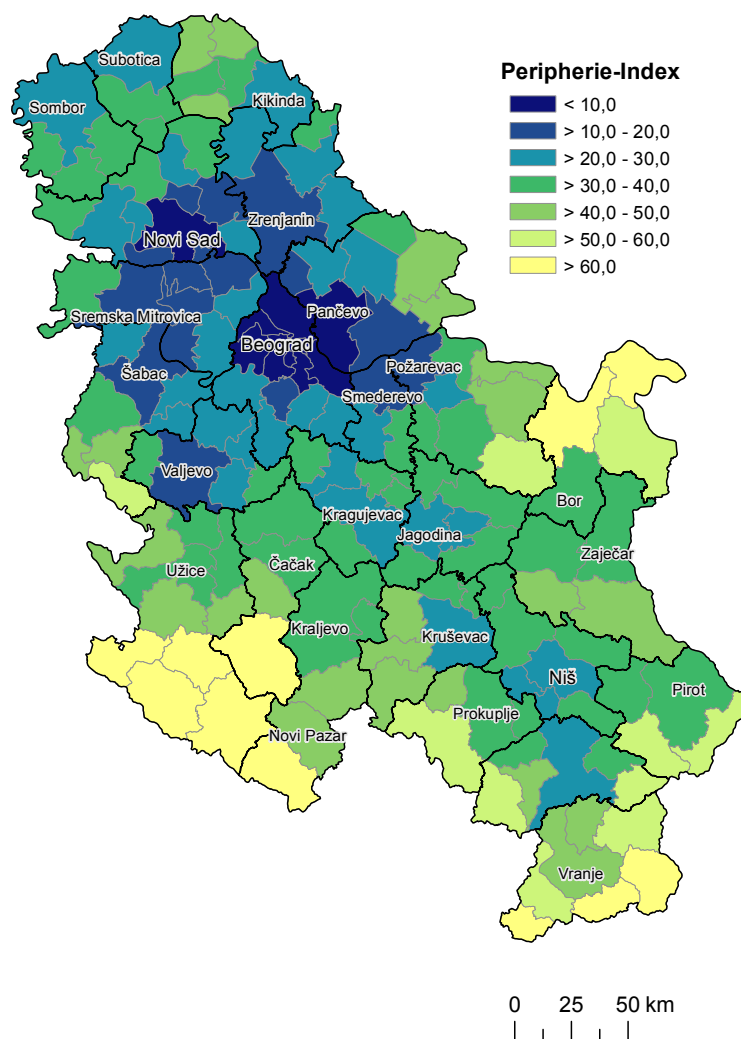 Subotica
Sombor
Kikinda
Peripherie-Index
< 10,0
> 10,0 - 20,0
> 20,0 - 30,0
> 30,0 - 40,0
> 40,0 - 50,0
> 50,0 - 60,0
> 60,0
Zrenjanin
Novi Sad
Pančevo
Sremska Mitrovica
Beograd
Požarevac
Šabac
Smederevo
Valjevo
Bor
Kragujevac
Jagodina
Zaječar
Čačak
Užice
Kraljevo
Kruševac
Niš
Pirot
Prokuplje
Novi Pazar
Vranje
0 25 50 km